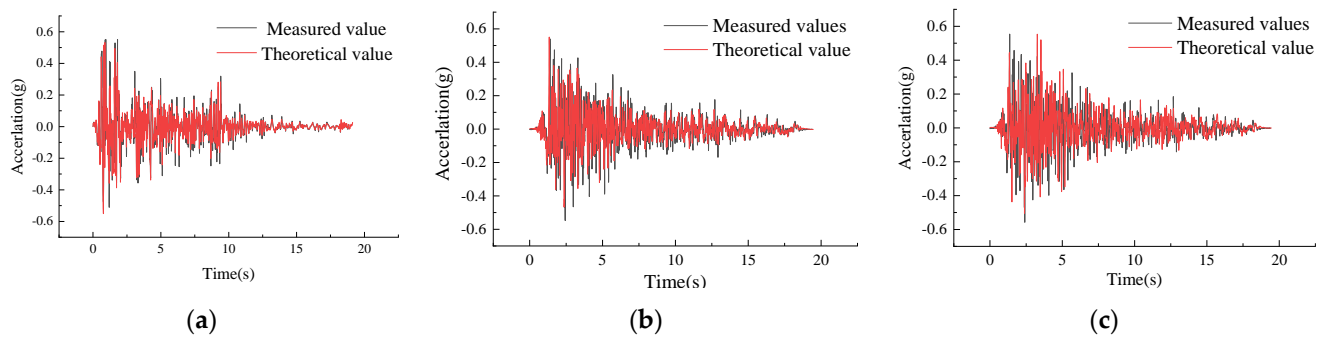 Measured value
Theoretical value
0.6
0.4
0.2
0.0
-0.2
-0.4
-0.6
Accerlation(g)
0 5 10 15 20
Time(s)
(a)
Measured values
Theoretical value
0.6
0.4
0.2
0.0
-0.2
-0.4
-0.6
Accerlation(g)
0 5 10 15 20
Time(s)
(b)
Measured values
Theoretical value
0.6
0.4
0.2
0.0
-0.2
-0.4
-0.6
Accerlation(g)
0 5 10 15 20
Time(s)
(c)